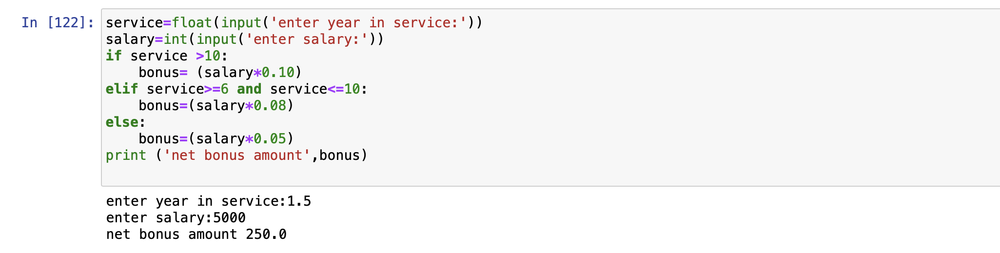 In [122]:
service=float(input('enter year in service:'))
salary=int(input('enter salary:'))
if service >10:
    bonus= (salary*0.10)
elif service>=6 and service<=10:
    bonus=(salary*0.08)
else:
    bonus=(salary*0.05)
print ('net bonus amount',bonus)
enter year in service:1.5
enter salary:5000
net bonus amount 250.0